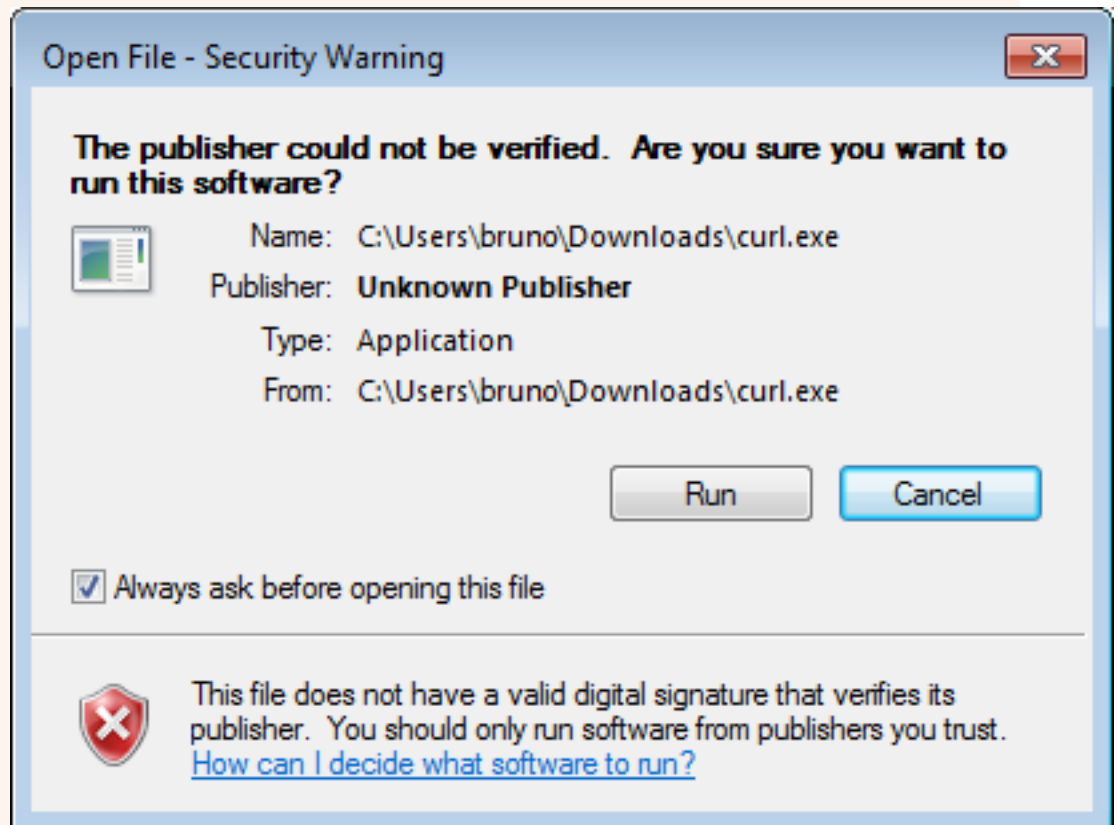 Open File - Security Warning
The publisher could not be verified.  Are you sure you want to
run this software?
Name: C:\Users\bruno\Downloads\curl.exe
Publisher: Unknown Publisher
Type: Application
From: C:\Users\bruno\Downloads\curl.exe
Run Cancel
Always ask before opening this file
This file does not have a valid digital signature that verifies its
publisher.  You should only run software from publishers you trust.
How can I decide what software to run?